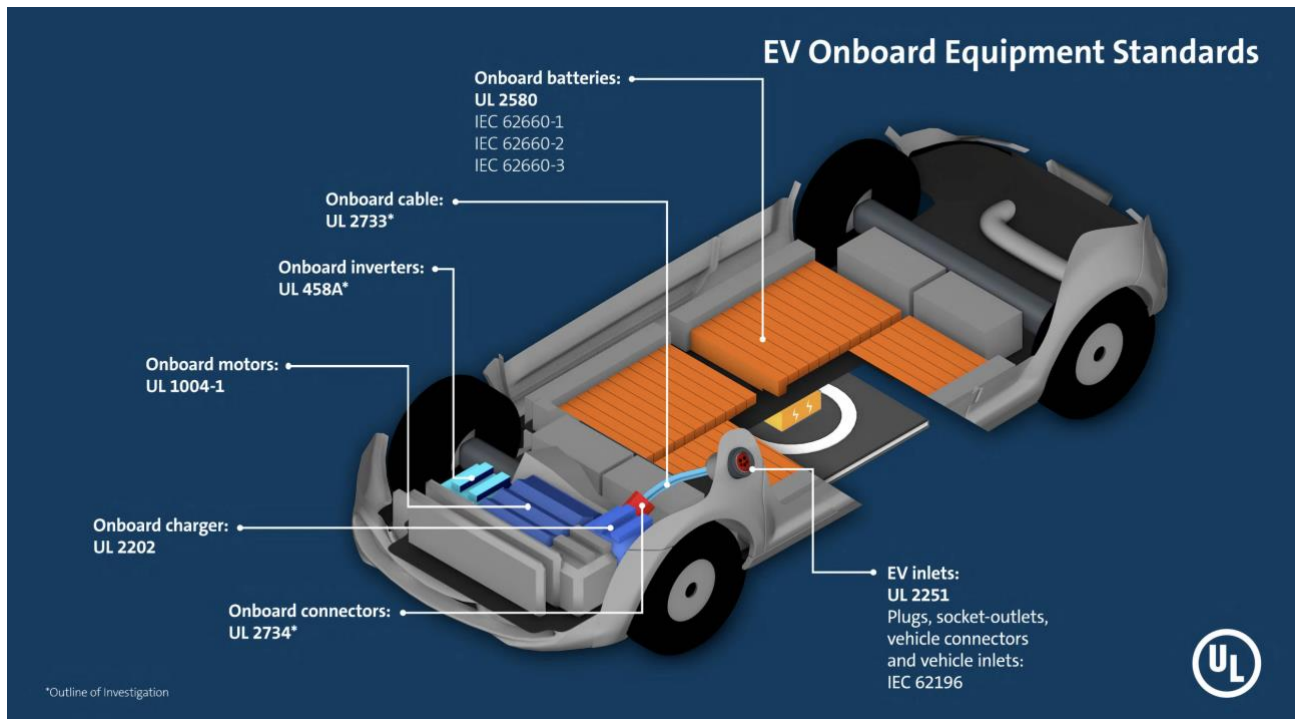 EV Onboard Equipment Standards
Onboard batteries:
UL 2580
IEC 62660-1
IEC 62660-2
IEC 62660-3
Onboard cable:
UL 2733*
Onboard inverters:
UL 458A*
Onboard motors:
UL 1004-1
Onboard charger:
UL 2202
Onboard connectors:
UL 2734*
EV inlets:
UL 2251
Plugs, socket-outlets,
vehicle connectors
and vehicle inlets:
IEC 62196
*Outline of Investigation
UL